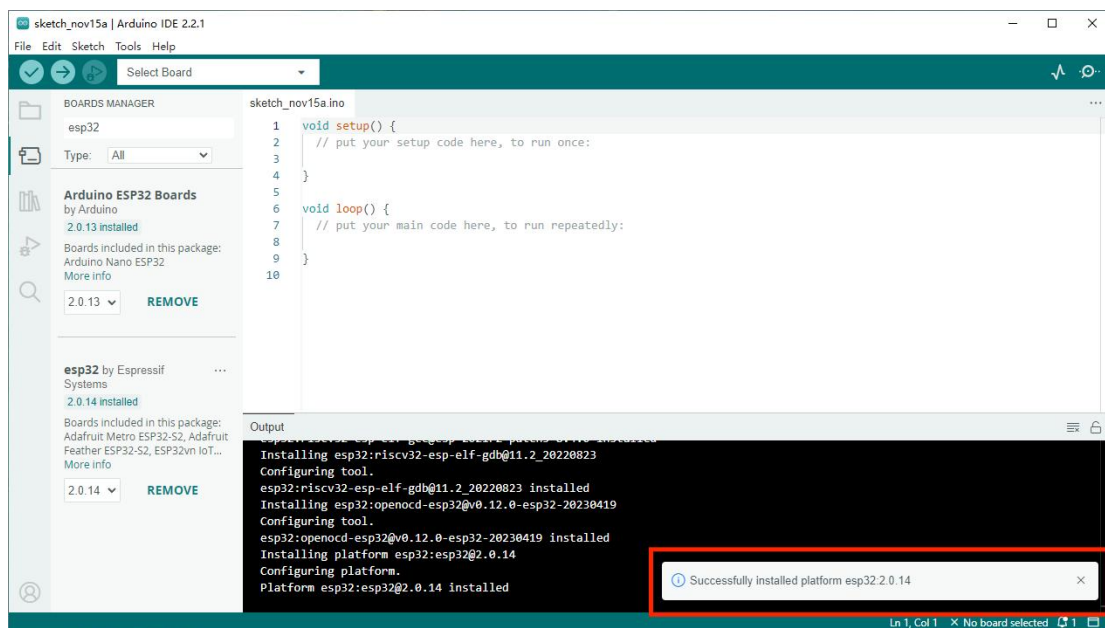 sketch_nov15a | Arduino IDE 2.2.1
File Edit Sketch Tools Help
Select Board
BOARDS MANAGER
esp32
Type: All
Arduino ESP32 Boards
by Arduino
2.0.13 installed
Boards included in this package:
Arduino Nano ESP32
More info
2.0.13 REMOVE
esp32 by Espressif
Systems
2.0.14 installed
Boards included in this package:
Adafruit Metro ESP32-S2, Adafruit
Feather ESP32-S2, ESP32vn IoT...
More info
2.0.14 REMOVE
sketch_nov15a.ino
1 void setup() {
2 // put your setup code here, to run once:
3
4 }
5
6 void loop() {
7 // put your main code here, to run repeatedly:
8
9 }
10
Output
Installing esp32:riscv32-esp-elf-gdb@11.2_20220823
Configuring tool.
esp32:riscv32-esp-elf-gdb@11.2_20220823 installed
Installing esp32:openocd-esp32@v0.12.0-esp32-20230419
Configuring tool.
esp32:openocd-esp32@v0.12.0-esp32-20230419 installed
Installing platform esp32:esp32@2.0.14
Configuring platform.
Platform esp32:esp32@2.0.14 installed
Successfully installed platform esp32:2.0.14
Ln 1, Col 1 × No board selected 1